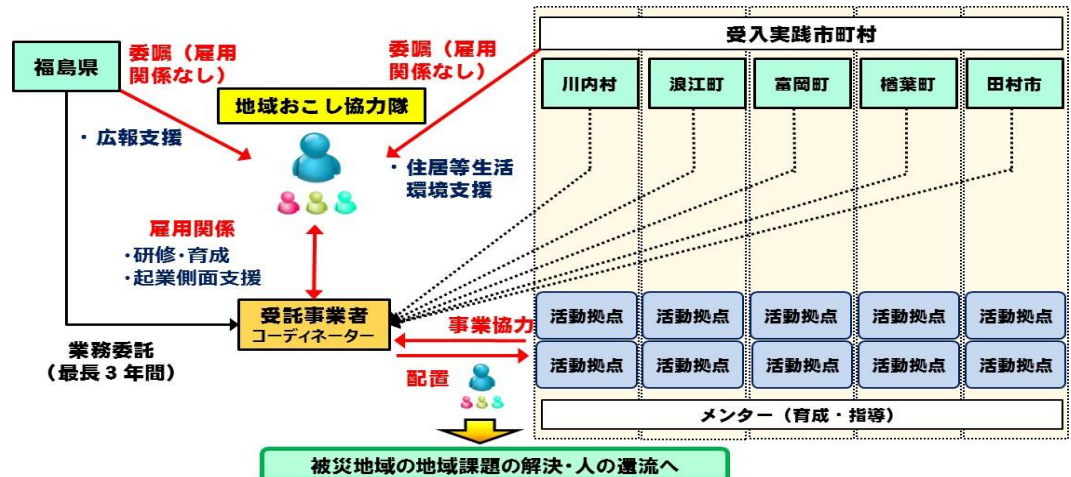 受入実践市町村
福島県
委嘱（雇用
関係なし）
委嘱（雇用
関係なし）
川内村
浪江町
富岡町
楢葉町
田村市
地域おこし協力隊
・広報支援
・住居等生活
環境支援
雇用関係
・研修・育成
・起業側面支援
受託事業者
コーディネーター
事業協力
活動拠点
活動拠点
活動拠点
活動拠点
活動拠点
業務委託
（最長３年間）
配置
活動拠点
活動拠点
活動拠点
活動拠点
活動拠点
メンター（育成・指導）
被災地域の地域課題の解決・人の還流へ